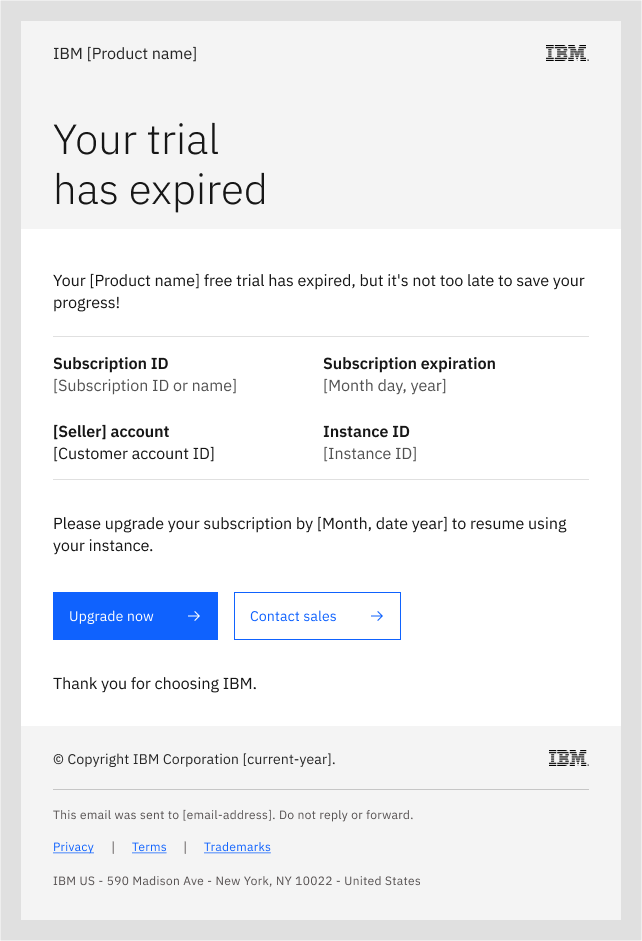 IBM [Product name]
IBM
Your trial
has expired
Your [Product name] free trial has expired, but it's not too late to save your
progress!
Subscription ID
[Subscription ID or name]
Subscription expiration
[Month day, year]
[Seller] account
[Customer account ID]
Instance ID
[Instance ID]
Please upgrade your subscription by [Month, date year] to resume using
your instance.
Upgrade now
Contact sales
Thank you for choosing IBM.
© Copyright IBM Corporation [current-year].
IBM
This email was sent to [email-address]. Do not reply or forward.
Privacy | Terms | Trademarks
IBM US - 590 Madison Ave - New York, NY 10022 - United States